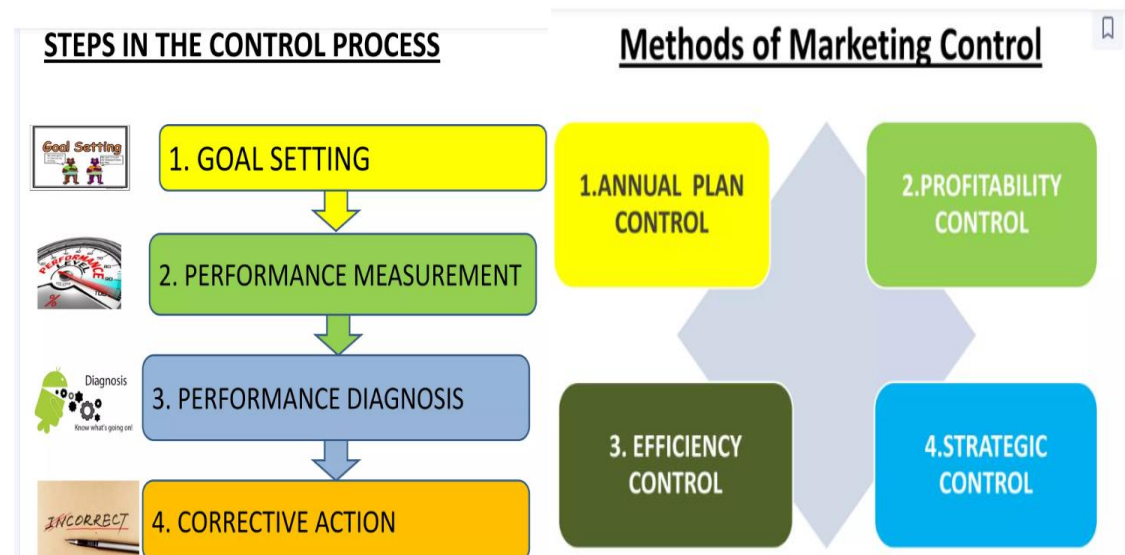 STEPS IN THE CONTROL PROCESS
Goal Setting
1. GOAL SETTING
PERFORMANCE
LEVEL
%
2. PERFORMANCE MEASUREMENT
Diagnosis
Know what's going on!
3. PERFORMANCE DIAGNOSIS
INCORRECT
4. CORRECTIVE ACTION
Methods of Marketing Control
1.ANNUAL PLAN
CONTROL
2.PROFITABILITY
CONTROL
3. EFFICIENCY
CONTROL
4.STRATEGIC
CONTROL